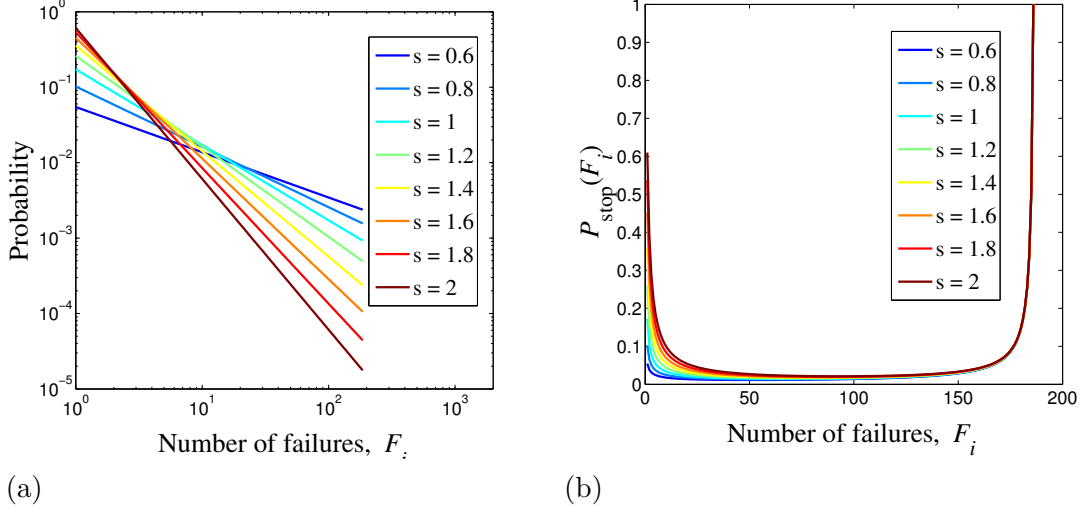 10^0
10^-1
10^-2
10^-3
10^-4
10^-5
Probability
10^0 10^1 10^2 10^3
Number of failures, F_i
s = 0.6
s = 0.8
s = 1
s = 1.2
s = 1.4
s = 1.6
s = 1.8
s = 2
(a)
1
0.9
0.8
0.7
0.6
0.5
0.4
0.3
0.2
0.1
0
P_stop(F_i)
0 50 100 150 200
Number of failures, F_i
s = 0.6
s = 0.8
s = 1
s = 1.2
s = 1.4
s = 1.6
s = 1.8
s = 2
(b)